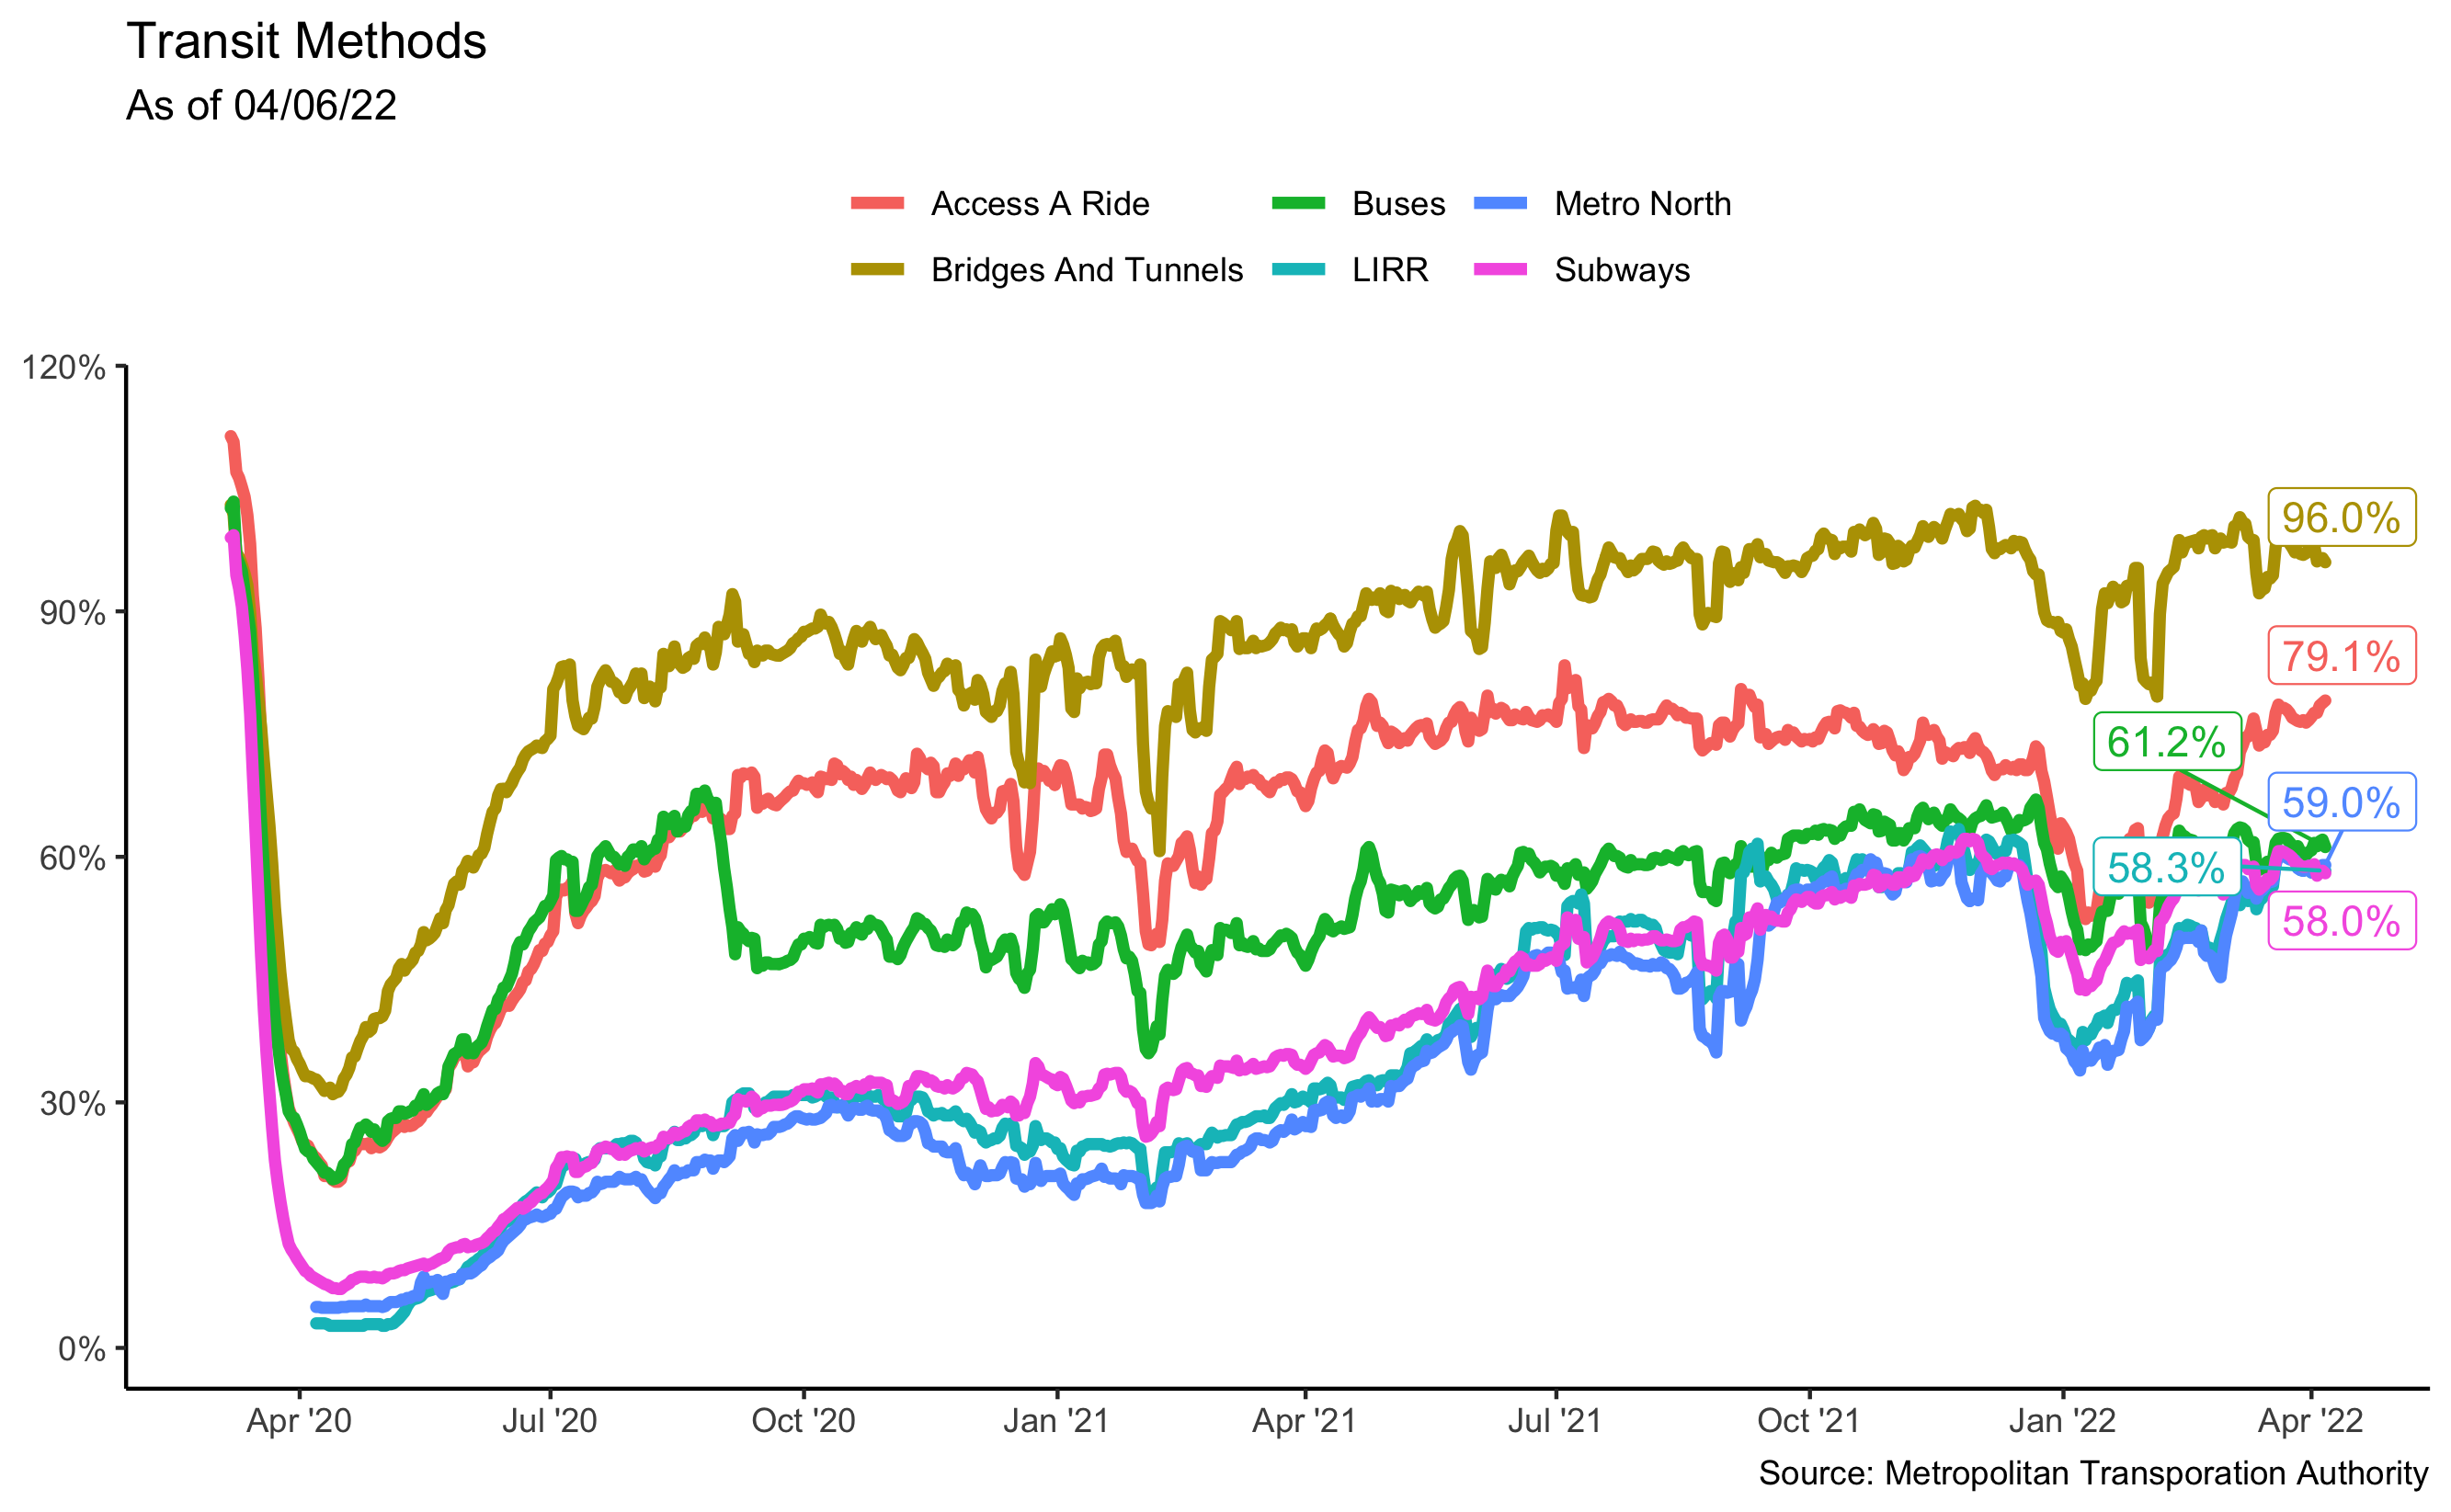 Transit Methods
As of 04/06/22
Access A Ride
Buses
Metro North
Bridges And Tunnels
LIRR
Subways
120%
90%
60%
30%
0%
96.0%
79.1%
61.2%
59.0%
58.3%
58.0%
Apr '20
Jul '20
Oct '20
Jan '21
Apr '21
Jul '21
Oct '21
Jan '22
Apr '22
Source: Metropolitan Transporation Authority